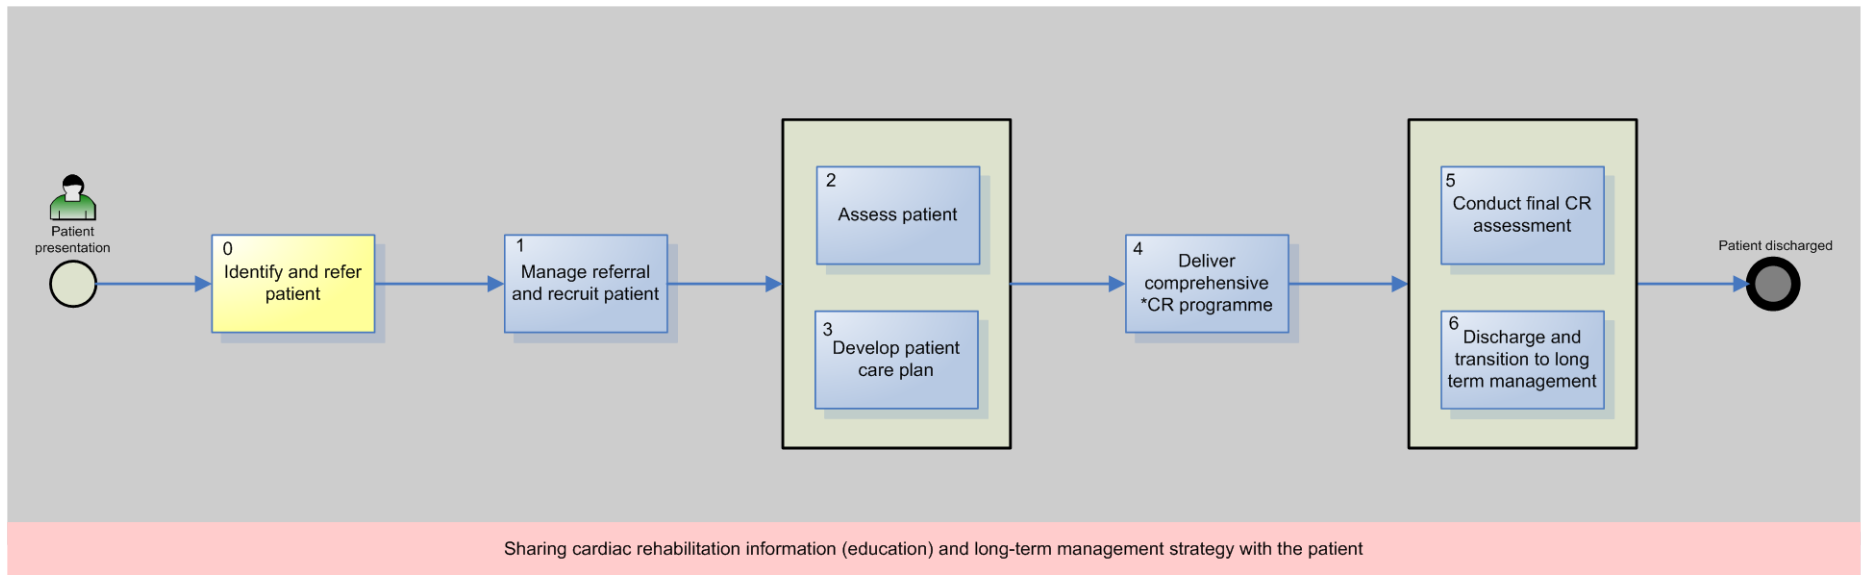 Patient
presentation
0
Identify and refer
patient
1
Manage referral
and recruit patient
2
Assess patient
3
Develop patient
care plan
4
Deliver
comprehensive
*CR programme
5
Conduct final CR
assessment
6
Discharge and
transition to long
term management
Patient discharged
Sharing cardiac rehabilitation information (education) and long-term management strategy with the patient